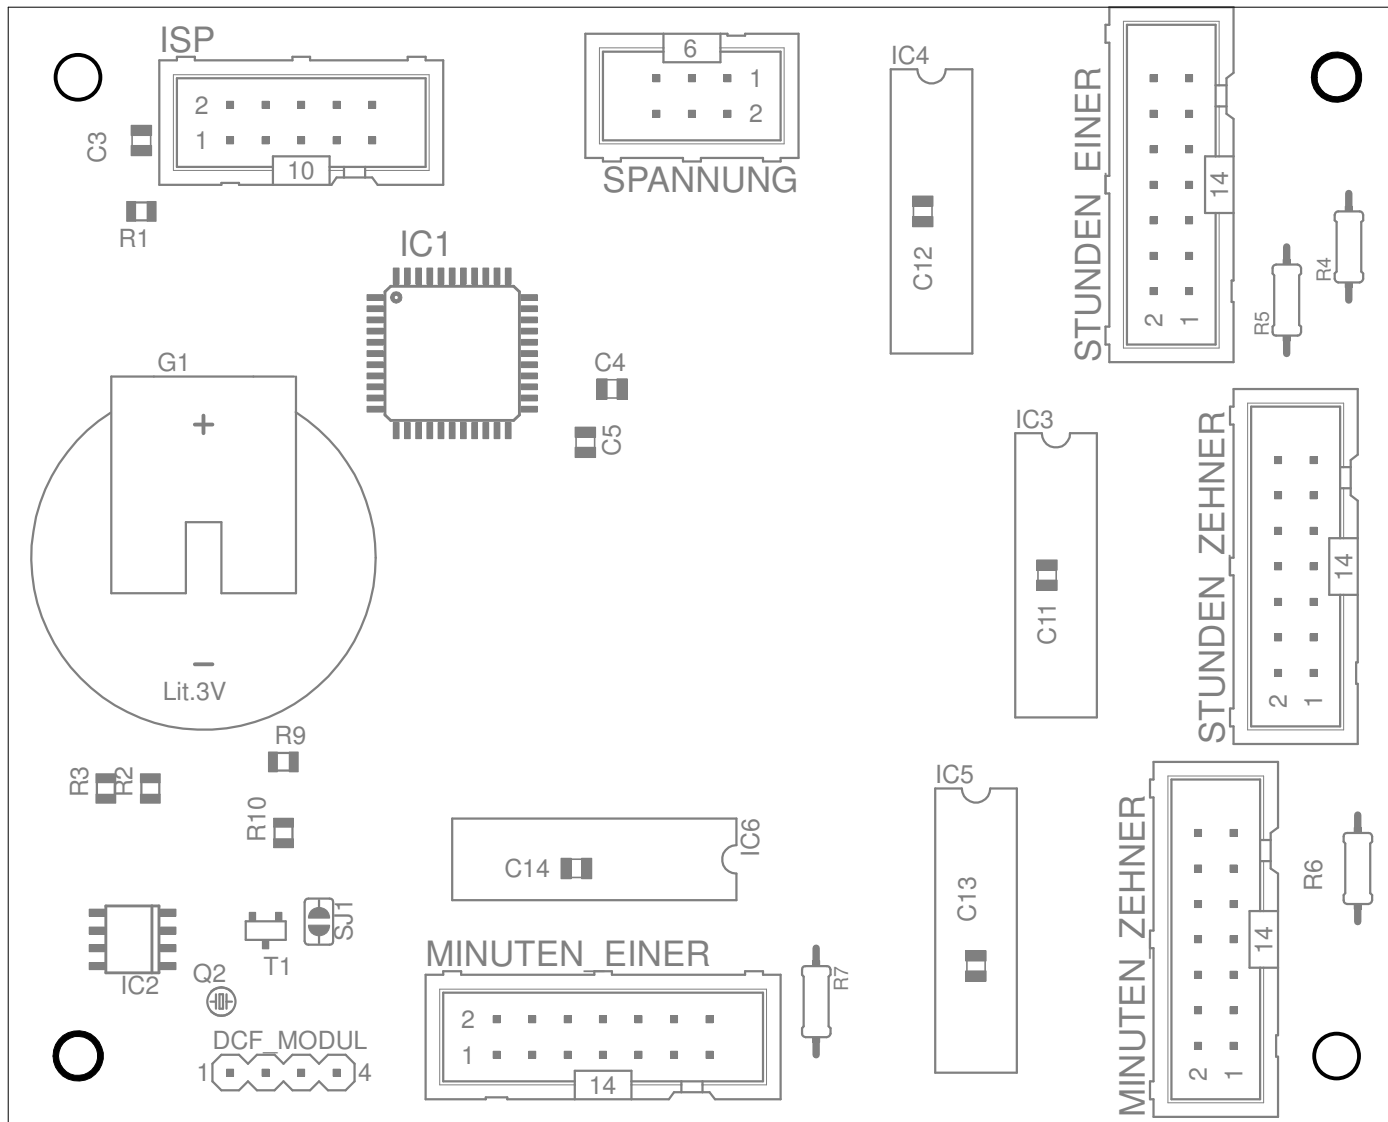 ISP
2
1
10
C3
R1
6
1
2
SPANNUNG
IC4
C12
STUNDEN_EINER
14
2
1
R4
R5
IC1
C4
C5
G1
+
−
Lit.3V
IC3
C11
STUNDEN_ZEHNER
14
2
1
R9
R3
R2
R10
IC6
C14
IC5
C13
MINUTEN_ZEHNER
14
2
1
R6
SJ1
T1
IC2
Q2
DCF_MODUL
1
4
MINUTEN_EINER
2
1
14
R7